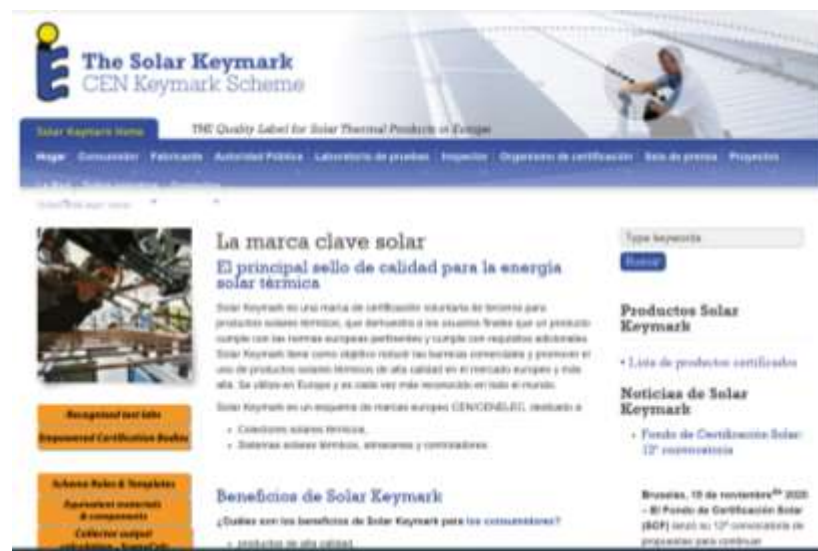 The Solar Keymark
CEN Keymark Scheme
Solar Keymark Home
THE Quality Label for Solar Thermal Products in Europe
Hogar Consumidor Fabricante Autoridad Pública Laboratorio de pruebas Inspector Organismo de certificación Sala de prensa Proyectos
La marca clave solar
El principal sello de calidad para la energía
solar térmica
Solar Keymark es una marca de certificación voluntaria de terceros para
productos solares térmicos, que demuestra a los usuarios finales que un producto
cumple con las normas europeas pertinentes y cumple con requisitos adicionales.
Solar Keymark tiene como objetivo reducir las barreras comerciales y promover el
uso de productos solares térmicos de alta calidad en el mercado europeo y más
allá. Se utiliza en Europa y es cada vez más reconocido en todo el mundo.
Solar Keymark es un esquema de marcas europeo CEN/CENELEC, dedicado a:
• Colectores solares térmicos,
• Sistemas solares térmicos, almacenes y controladores.
Beneficios de Solar Keymark
¿Cuáles son los beneficios de Solar Keymark para los consumidores?
• productos de alta calidad
Recognised test labs
Empowered Certification Bodies
Scheme Rules & Templates
Equivalent materials
& components
Collector output
Type keywords
Buscar
Productos Solar
Keymark
• Lista de productos certificados
Noticias de Solar
Keymark
• Fondo de Certificación Solar:
12ª convocatoria
Bruselas, 19 de noviembre de 2020
– El Fondo de Certificación Solar
(SCF) lanzó su 12ª convocatoria de
propuestas para continuar